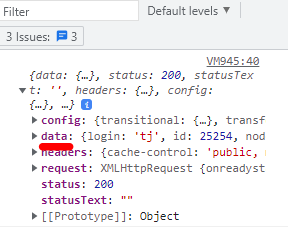 Filter
Default levels ▼
3 Issues: 3
VM945:40
{data: {…}, status: 200, statusTex
▼ t: '', headers: {…}, config:
{…}, …} i
▶ config: {transitional: {…}, transf
▶ data: {login: 'tj', id: 25254, nod
▶ headers: {cache-control: 'public,
▶ request: XMLHttpRequest {onreadyst
status: 200
statusText: ""
▶ [[Prototype]]: Object